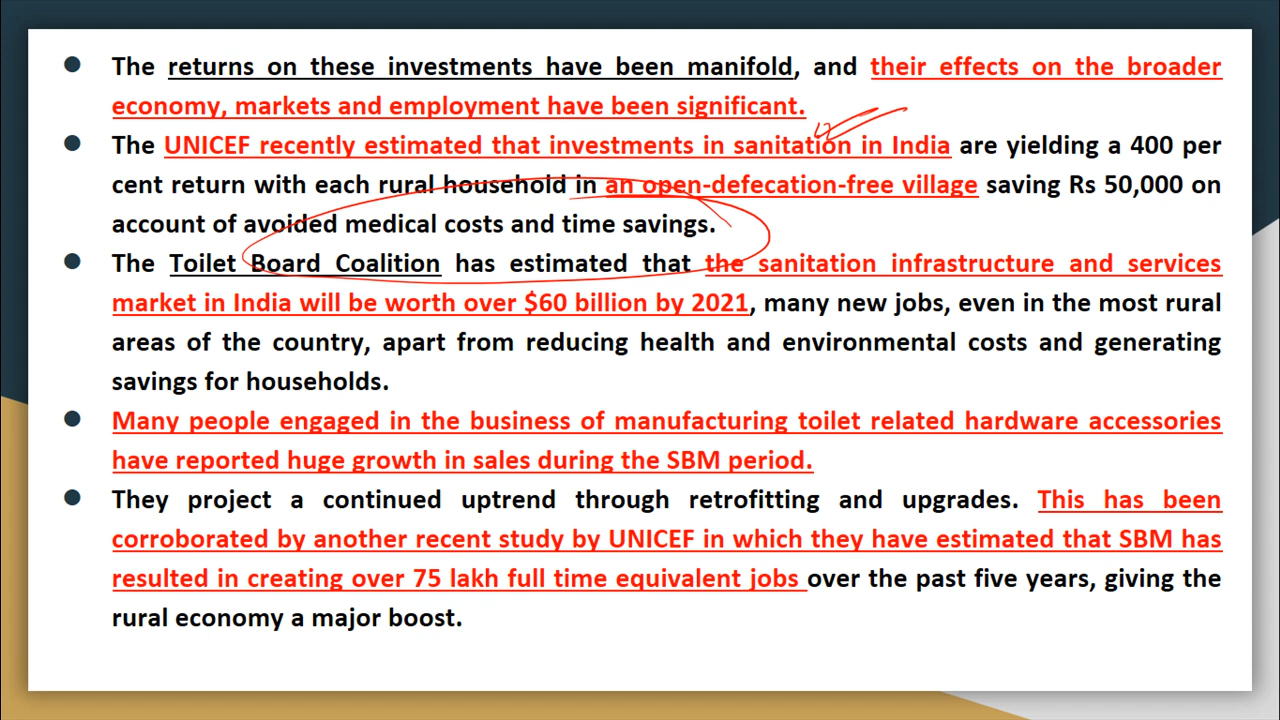 The returns on these investments have been manifold, and their effects on the broader
economy, markets and employment have been significant.
The UNICEF recently estimated that investments in sanitation in India are yielding a 400 per
cent return with each rural household in an open-defecation-free village saving Rs 50,000 on
account of avoided medical costs and time savings.
The Toilet Board Coalition has estimated that the sanitation infrastructure and services
market in India will be worth over $60 billion by 2021, many new jobs, even in the most rural
areas of the country, apart from reducing health and environmental costs and generating
savings for households.
Many people engaged in the business of manufacturing toilet related hardware accessories
have reported huge growth in sales during the SBM period.
They project a continued uptrend through retrofitting and upgrades. This has been
corroborated by another recent study by UNICEF in which they have estimated that SBM has
resulted in creating over 75 lakh full time equivalent jobs over the past five years, giving the
rural economy a major boost.